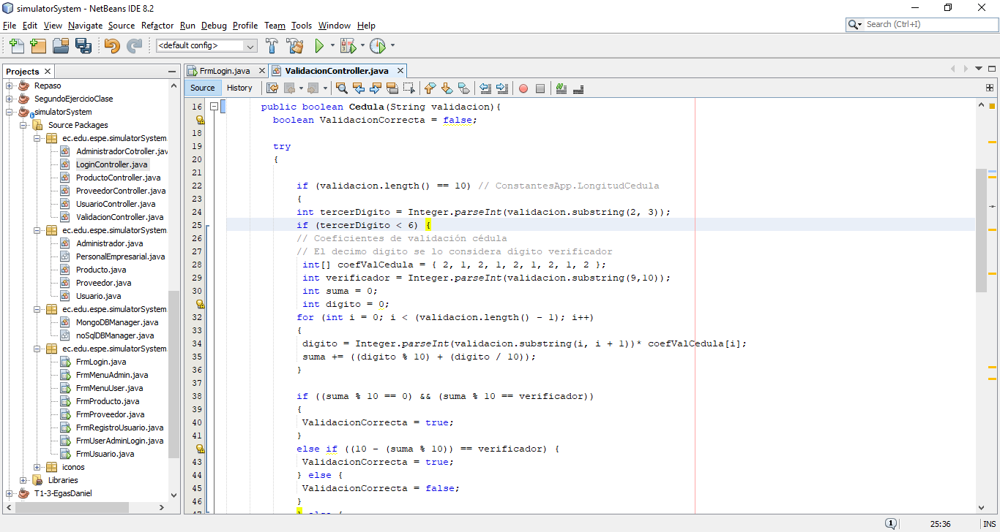 simulatorSystem - NetBeans IDE 8.2
File Edit View Navigate Source Refactor Run Debug Profile Team Tools Window Help
Search (Ctrl+I)
<default config>
Projects
Repaso
SegundoEjercicioClase
simulatorSystem
Source Packages
ec.edu.espe.simulatorSystem
AdministradorCotroller.jav
LoginController.java
ProductoController.java
ProveedorController.java
UsuarioController.java
ValidacionController.java
ec.edu.espe.simulatorSystem
Administrador.java
PersonalEmpresarial.java
Producto.java
Proveedor.java
Usuario.java
ec.edu.espe.simulatorSystem
MongoDBManager.java
noSqlDBManager.java
ec.edu.espe.simulatorSystem
FrmLogin.java
FrmMenuAdmin.java
FrmMenuUser.java
FrmProducto.java
FrmProveedor.java
FrmRegistroUsuario.java
FrmUserAdminLogin.java
FrmUsuario.java
iconos
Libraries
T1-3-EgasDaniel
FrmLogin.java ValidacionController.java
Source History
16 public boolean Cedula(String validacion){
boolean ValidacionCorrecta = false;
18
19 try
20 {
21
22 if (validacion.length() == 10) // ConstantesApp.LongitudCedula
23 {
24 int tercerDigito = Integer.parseInt(validacion.substring(2, 3));
25 if (tercerDigito < 6) {
26 // Coeficientes de validación cédula
27 // El decimo digito se lo considera dígito verificador
28 int[] coefValCedula = { 2, 1, 2, 1, 2, 1, 2, 1, 2 };
29 int verificador = Integer.parseInt(validacion.substring(9,10));
30 int suma = 0;
int digito = 0;
32 for (int i = 0; i < (validacion.length() - 1); i++)
33 {
34 digito = Integer.parseInt(validacion.substring(i, i + 1))* coefValCedula[i];
35 suma += ((digito % 10) + (digito / 10));
36 }
37
38 if ((suma % 10 == 0) && (suma % 10 == verificador))
39 {
40 ValidacionCorrecta = true;
41 }
else if ((10 - (suma % 10)) == verificador) {
43 ValidacionCorrecta = true;
44 } else {
45 ValidacionCorrecta = false;
46 }
47 } else {
1 25:36 INS